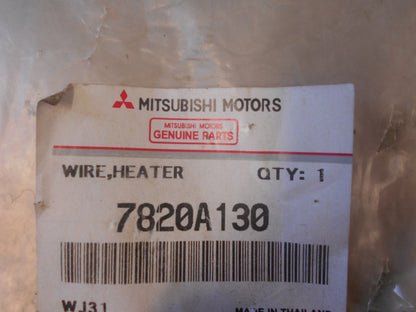 MITSUBISHI MOTORS
MITSUBISHI MOTORS
GENUINE PARTS
WIRE,HEATER QTY: 1
7820A130
WJ31 MADE IN THAILAND